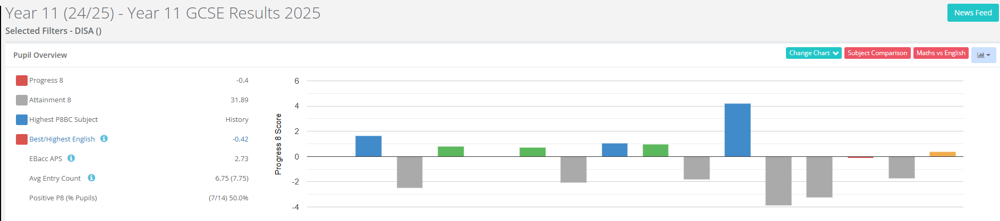 Year 11 (24/25) - Year 11 GCSE Results 2025
News Feed
Selected Filters - DISA ()
Pupil Overview
Change Chart
Subject Comparison
Maths vs English
Progress 8 -0.4
Attainment 8 31.89
Highest P8BC Subject History
Best/Highest English -0.42
EBacc APS 2.73
Avg Entry Count 6.75 (7.75)
Positive P8 (% Pupils) (7/14) 50.0%
Progress 8 Score
6
4
2
0
-2
-4